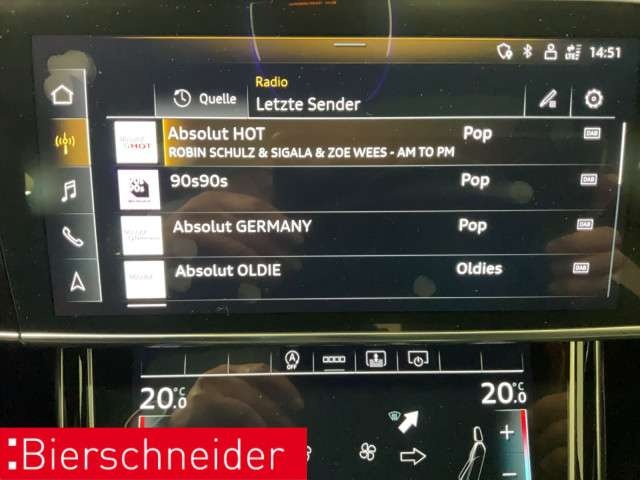 14:51
Radio
Quelle
Letzte Sender
Absolut HOT Pop DAB
ROBIN SCHULZ & SIGALA & ZOE WEES - AM TO PM
90s90s Pop DAB
Absolut GERMANY Pop DAB
Absolut OLDIE Oldies DAB
A
OFF
20.0 °C
20.0 °C
Bierschneider